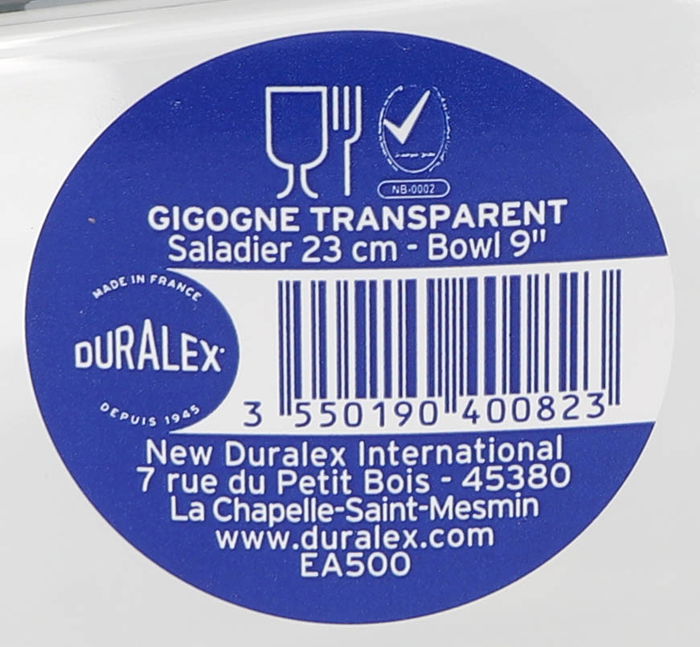 NB-0002
GIGOGNE TRANSPARENT
Saladier 23 cm - Bowl 9"
MADE IN FRANCE
DURALEX
DEPUIS 1945
3 550190 400823
New Duralex International
7 rue du Petit Bois - 45380
La Chapelle-Saint-Mesmin
www.duralex.com
EA500